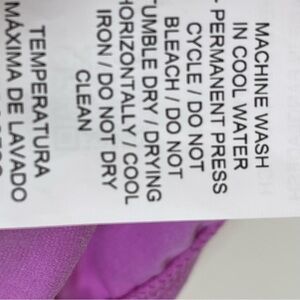 MACHINE WASH
IN COOL WATER
- PERMANENT PRESS
CYCLE / DO NOT
BLEACH / DO NOT
TUMBLE DRY / DRYING
HORIZONTALLY / COOL
IRON / DO NOT DRY
CLEAN
TEMPERATURA
MÁXIMA DE LAVADO